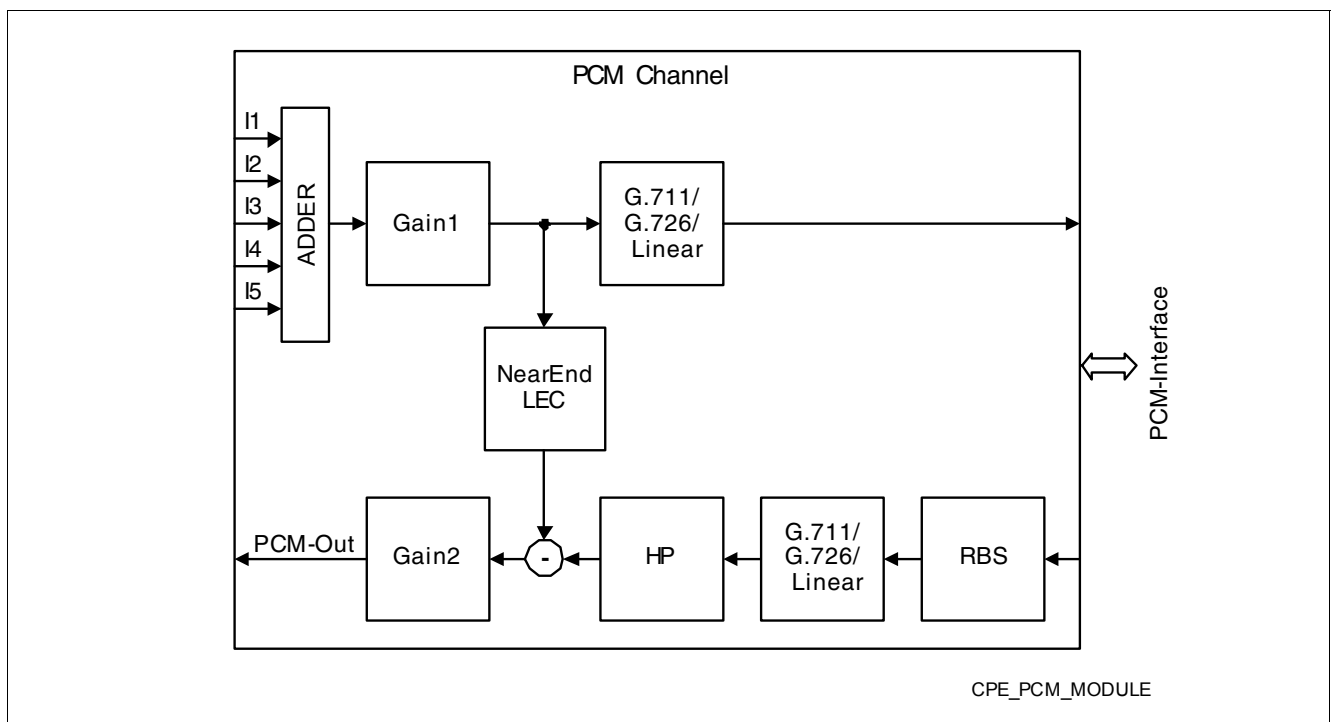 PCM Channel
I1
I2
I3
I4
I5
ADDER
Gain1
G.711/
G.726/
Linear
NearEnd
LEC
PCM-Interface
PCM-Out
Gain2
-
HP
G.711/
G.726/
Linear
RBS
CPE_PCM_MODULE